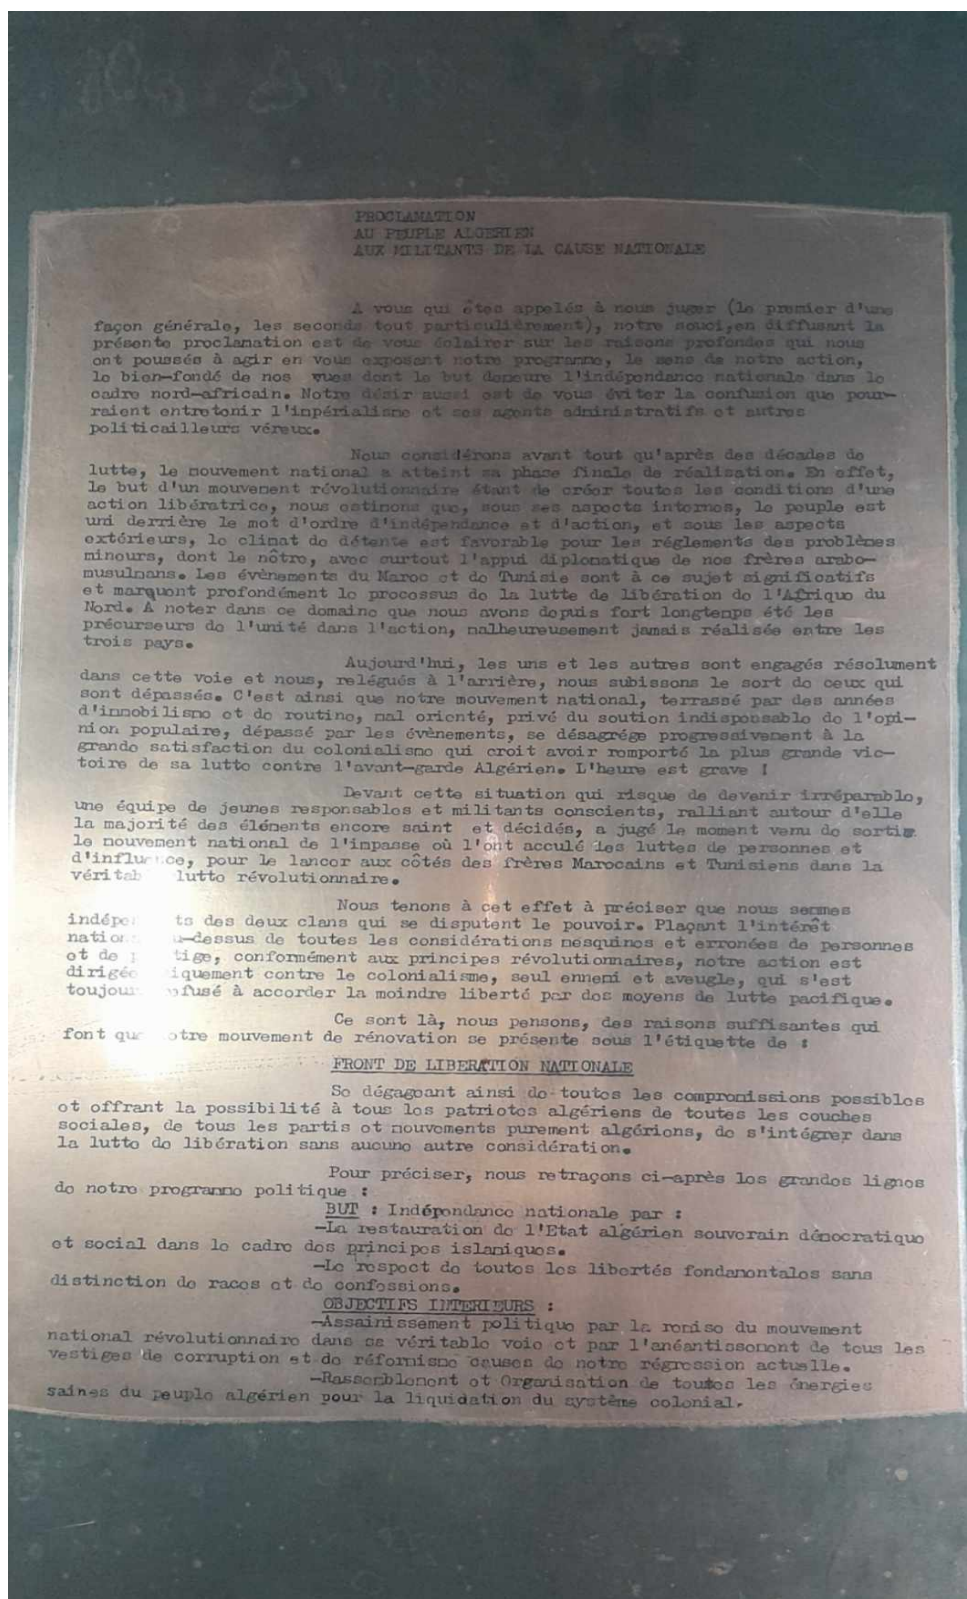 PROCLAMATION
AU PEUPLE ALGERIEN
AUX MILITANTS DE LA CAUSE NATIONALE
A vous qui êtes appelés à nous juger (le premier d'une
façon générale, les seconds tout particulièrement), notre souci,en diffusant la
présente proclamation est de vous éclairer sur les raisons profondes qui nous
ont poussés à agir en vous exposant notre programme, le sens de notre action,
le bien-fondé de nos vues dont le but demeure l'indépendance nationale dans le
cadre nord-africain. Notre désir aussi est de vous éviter la confusion que pour-
raient entretenir l'impérialisme et ses agents administratifs et autres
politicailleurs véreux.
Nous considérons avant tout qu'après des décades de
lutte, le mouvement national a atteint sa phase finale de réalisation. En effet,
le but d'un mouvement révolutionnaire étant de créer toutes les conditions d'une
action libératrice, nous estimons que, sous ses aspects internes, le peuple est
uni derrière le mot d'ordre d'indépendance et d'action, et sous les aspects
extérieurs, le climat de détente est favorable pour les réglements des problèmes
mineurs, dont le nôtre, avec surtout l'appui diplomatique de nos frères arabo-
musulmans. Les évènements du Maroc et de Tunisie sont à ce sujet significatifs
et marquent profondément le processus de la lutte de libération de l'Afrique du
Nord. A noter dans ce domaine que nous avons depuis fort longtemps été les
précurseurs de l'unité dans l'action, malheureusement jamais réalisée entre les
trois pays.
Aujourd'hui, les uns et les autres sont engagés résolument
dans cette voie et nous, relégués à l'arrière, nous subissons le sort de ceux qui
sont dépassés. C'est ainsi que notre mouvement national, terrassé par des années
d'immobilisme et de routine, mal orienté, privé du soution indispensable de l'opi-
nion populaire, dépassé par les évènements, se désagrége progressivement à la
grande satisfaction du colonialisme qui croit avoir remporté la plus grande vic-
toire de sa lutte contre l'avant-garde Algérien. L'heure est grave !
Devant cette situation qui risque de devenir irréparable,
une équipe de jeunes responsables et militants conscients, ralliant autour d'elle
la majorité des éléments encore saint et décidés, a jugé le moment venu de sortir
le mouvement national de l'impasse où l'ont acculé les luttes de personnes et
d'influ ce, pour le lancer aux côtés des frères Marocains et Tunisiens dans la
véritab lutte révolutionnaire.
Nous tenons à cet effet à préciser que nous sommes
indépe ts des deux clans qui se disputent le pouvoir. Plaçant l'intérêt
nation -dessus de toutes les considérations mesquines et erronées de personnes
et de tige, conformément aux principes révolutionnaires, notre action est
dirigée iquement contre le colonialisme, seul ennemi et aveugle, qui s'est
toujour fusé à accorder la moindre liberté par des moyens de lutte pacifique.
Ce sont là, nous pensons, des raisons suffisantes qui
font que otre mouvement de rénovation se présente sous l'étiquette de :
FRONT DE LIBERATION NATIONALE
Se dégageant ainsi de toutes les compromissions possibles
et offrant la possibilité à tous les patriotes algériens de toutes les couches
sociales, de tous les partis et mouvements purement algériens, de s'intégrer dans
la lutte de libération sans aucune autre considération.
Pour préciser, nous retraçons ci-après les grandes lignes
de notre programme politique :
BUT : Indépendance nationale par :
-La restauration de l'Etat algérien souverain démocratique
et social dans le cadre des principes islamiques.
-Le respect de toutes les libertés fondamentales sans
distinction de races et de confessions.
OBJECTIFS INTERIEURS :
-Assainissement politique par la remise du mouvement
national révolutionnaire dans sa véritable voie et par l'anéantissement de tous les
vestiges de corruption et de réformisme causes de notre régression actuelle.
-Rassemblement et Organisation de toutes les énergies
saines du peuple algérien pour la liquidation du système colonial.